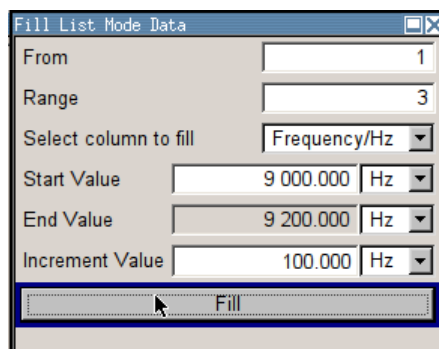 Fill List Mode Data
From 1
Range 3
Select column to fill Frequency/Hz
Start Value 9 000.000 Hz
End Value 9 200.000 Hz
Increment Value 100.000 Hz
Fill